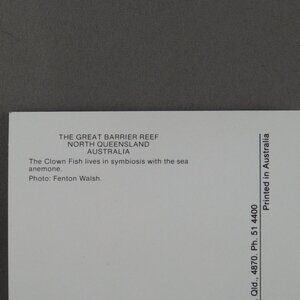 THE GREAT BARRIER REEF
NORTH QUEENSLAND
AUSTRALIA
The Clown Fish lives in symbiosis with the sea
anemone.
Photo: Fenton Walsh.
Qld., 4870. Ph. 51 4400
Printed in Australia